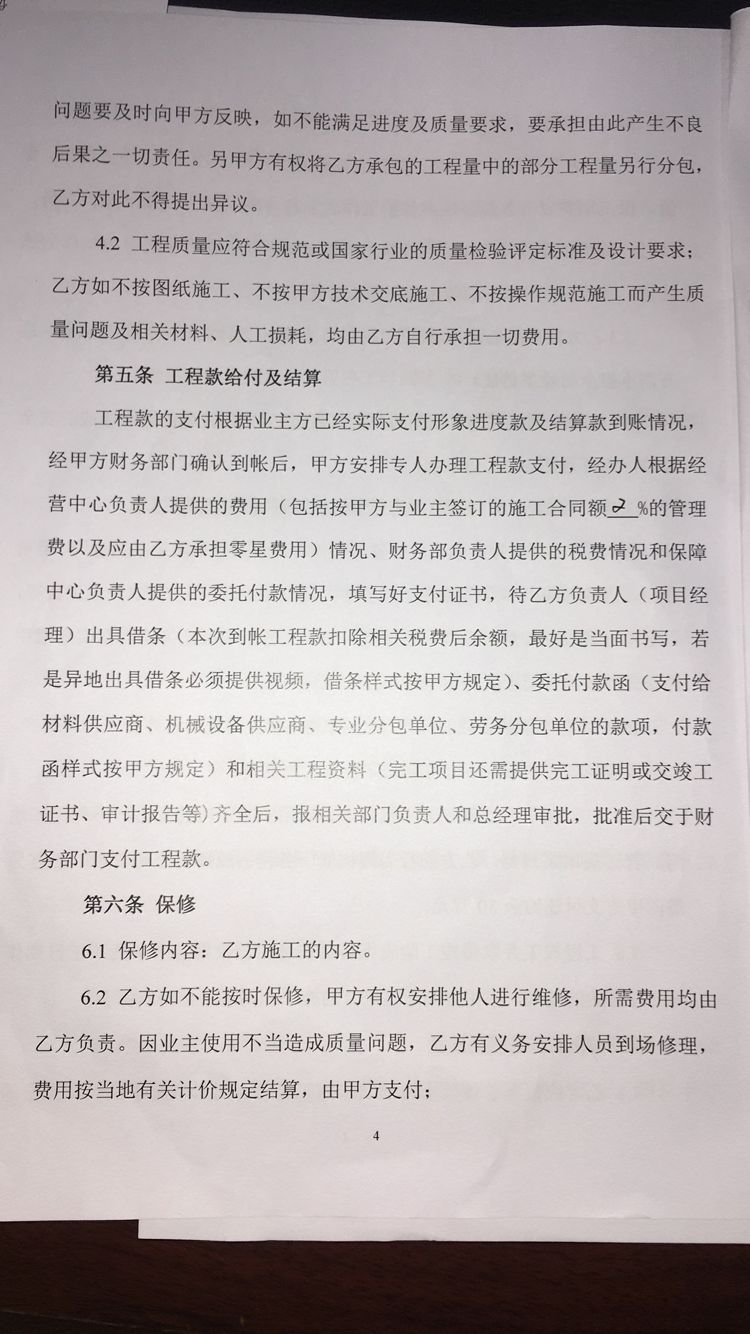 问题要及时向甲方反映，如不能满足进度及质量要求，要承担由此产生不良
后果之一切责任。另甲方有权将乙方承包的工程量中的部分工程量另行分包，
乙方对此不得提出异议。
4.2 工程质量应符合规范或国家行业的质量检验评定标准及设计要求；
乙方如不按图纸施工、不按甲方技术交底施工、不按操作规范施工而产生质
量问题及相关材料、人工损耗，均由乙方自行承担一切费用。
第五条 工程款给付及结算
工程款的支付根据业主方已经实际支付形象进度款及结算款到账情况，
经甲方财务部门确认到帐后，甲方安排专人办理工程款支付，经办人根据经
营中心负责人提供的费用（包括按甲方与业主签订的施工合同额2%的管理
费以及应由乙方承担零星费用）情况、财务部负责人提供的税费情况和保障
中心负责人提供的委托付款情况，填写好支付证书，待乙方负责人（项目经
理）出具借条（本次到帐工程款扣除相关税费后余额，最好是当面书写，若
是异地出具借条必须提供视频，借条样式按甲方规定）、委托付款函（支付给
材料供应商、机械设备供应商、专业分包单位、劳务分包单位的款项，付款
函样式按甲方规定）和相关工程资料（完工项目还需提供完工证明或交竣工
证书、审计报告等)齐全后，报相关部门负责人和总经理审批，批准后交于财
务部门支付工程款。
第六条 保修
6.1 保修内容：乙方施工的内容。
6.2 乙方如不能按时保修，甲方有权安排他人进行维修，所需费用均由
乙方负责。因业主使用不当造成质量问题，乙方有义务安排人员到场修理，
费用按当地有关计价规定结算，由甲方支付；
4